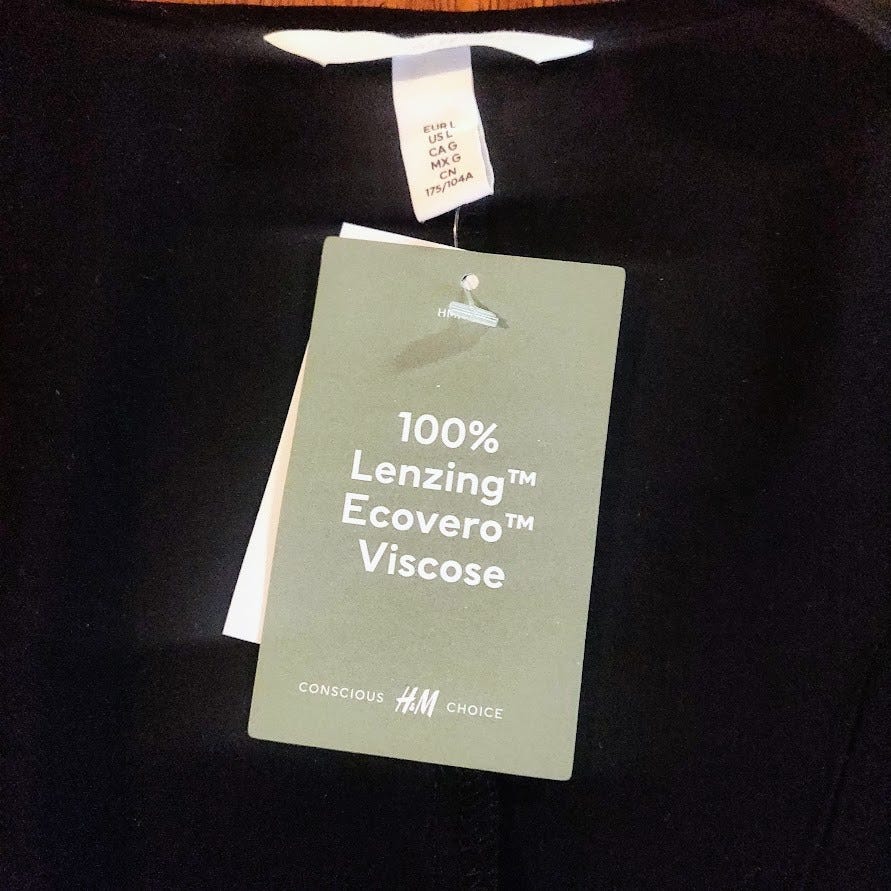 EUR L
US L
CA G
MX G
CN
175/104A
100%
Lenzing™
Ecovero™
Viscose
CONSCIOUS H&M CHOICE